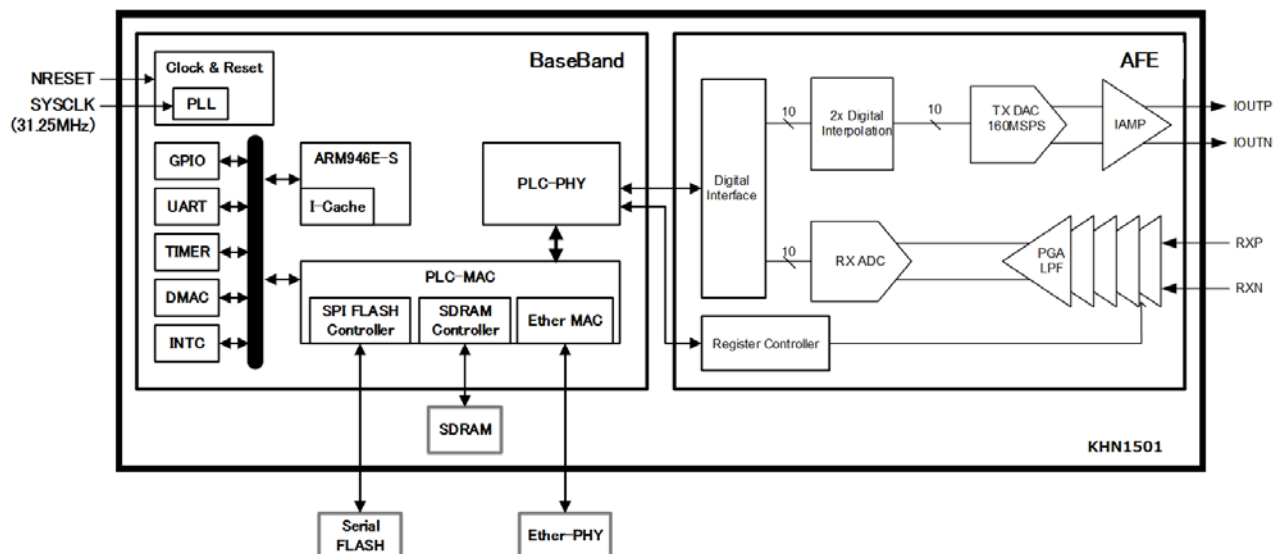 BaseBand
AFE
NRESET
SYSCLK
(31.25MHz)
Clock & Reset
PLL
GPIO
UART
TIMER
DMAC
INTC
ARM946E-S
I-Cache
PLC-PHY
PLC-MAC
SPI FLASH
Controller
SDRAM
Controller
Ether MAC
Digital
Interface
10
2x Digital
Interpolation
10
TX DAC
160MSPS
IAMP
IOUTP
IOUTN
10
RX ADC
PGA
LPF
RXP
RXN
Register Controller
SDRAM
KHN1501
Serial
FLASH
Ether-PHY